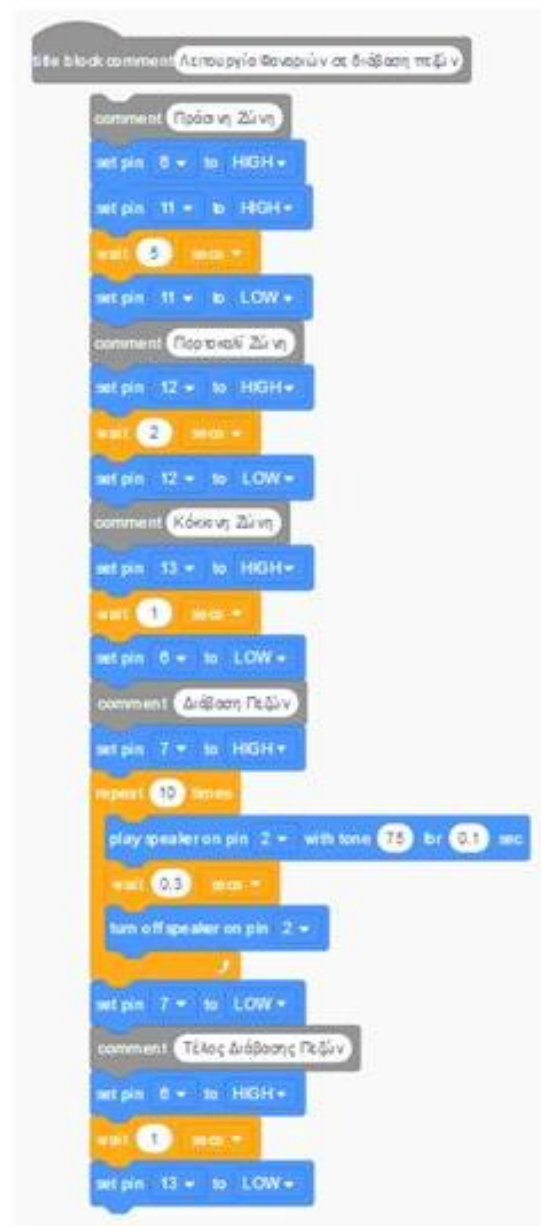 title block comment Λειτουργία Φαναριών σε διάβαση πεζών
comment Πράσινη Ζώνη
set pin 6 to HIGH
set pin 11 to HIGH
wait 5 secs
set pin 11 to LOW
comment Πορτοκαλί Ζώνη
set pin 12 to HIGH
wait 2 secs
set pin 12 to LOW
comment Κόκκινη Ζώνη
set pin 13 to HIGH
wait 1 secs
set pin 6 to LOW
comment Διάβαση Πεζών
set pin 7 to HIGH
repeat 10 times
play speaker on pin 2 with tone 75 for 0.1 sec
wait 0.3 secs
turn off speaker on pin 2
set pin 7 to LOW
comment Τέλος Διάβασης Πεζών
set pin 6 to HIGH
wait 1 secs
set pin 13 to LOW